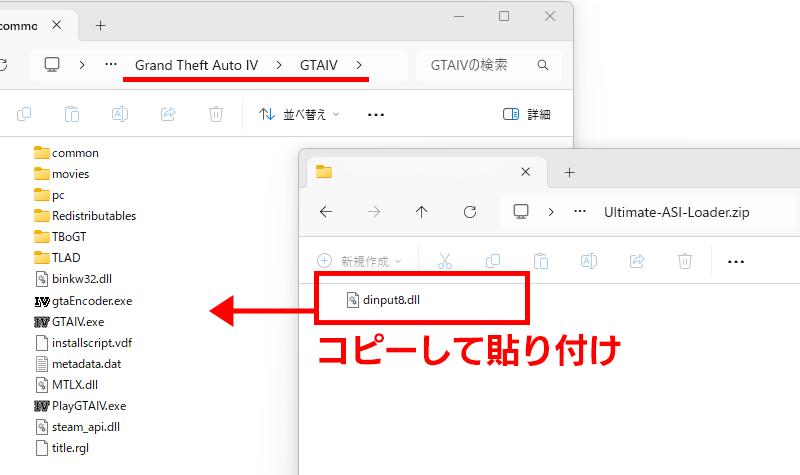 commo
Grand Theft Auto IV
GTAIV
GTAIVの検索
並べ替え
詳細
common
movies
pc
Redistributables
TBoGT
TLAD
binkw32.dll
gtaEncoder.exe
GTAIV.exe
installscript.vdf
metadata.dat
MTLX.dll
PlayGTAIV.exe
steam_api.dll
title.rgl
Ultimate-ASI-Loader.zip
新規作成
dinput8.dll
コピーして貼り付け